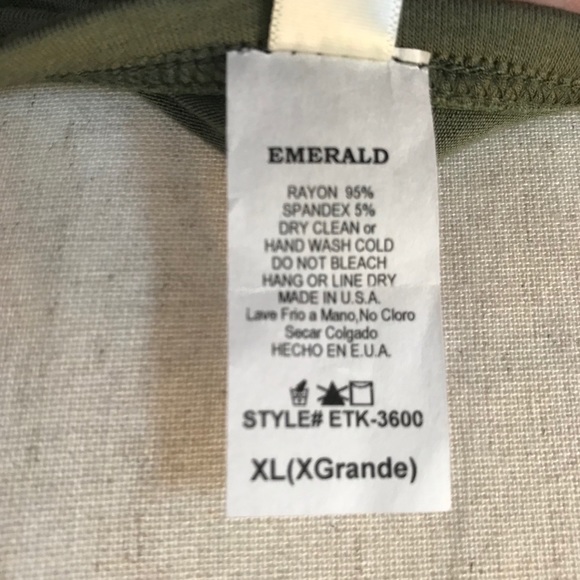 EMERALD
RAYON 95%
SPANDEX 5%
DRY CLEAN or
HAND WASH COLD
DO NOT BLEACH
HANG OR LINE DRY
MADE IN U.S.A.
Lave Frio a Mano,No Cloro
Secar Colgado
HECHO EN E.U.A.
STYLE# ETK-3600
XL(XGrande)